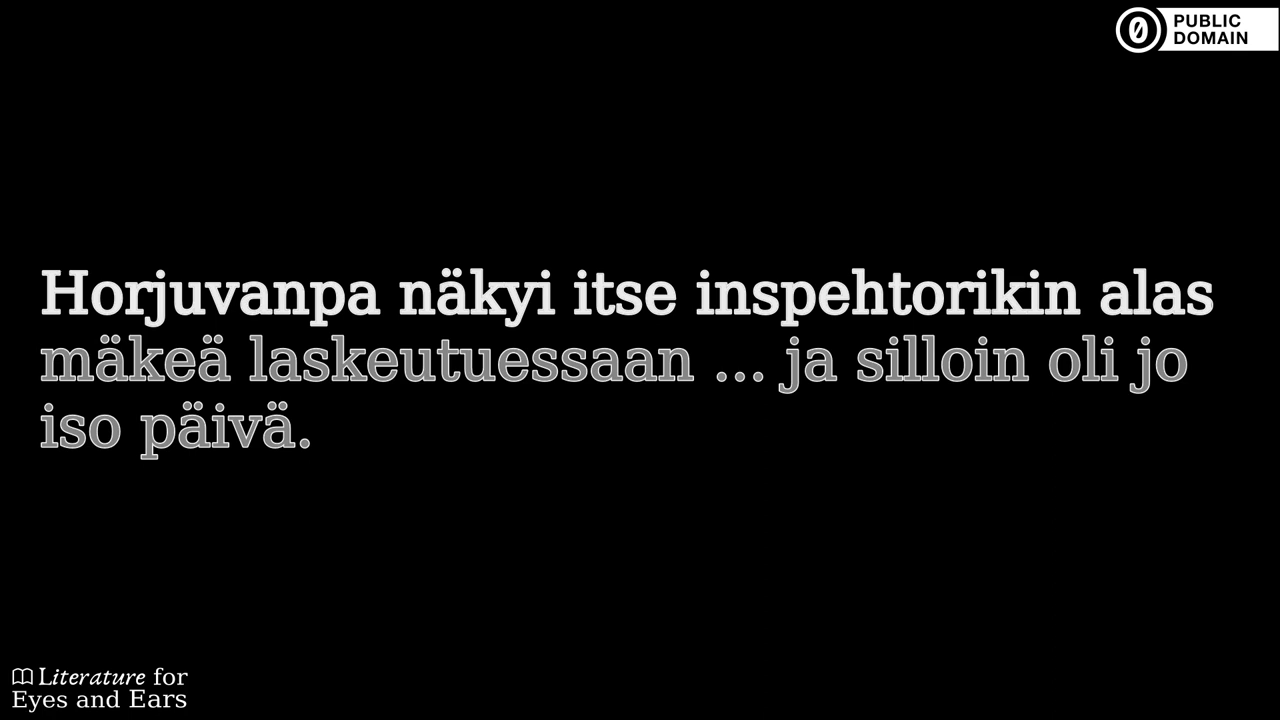 PUBLIC
DOMAIN
Horjuvanpa näkyi itse inspehtorikin alas
mäkeä laskeutuessaan ... ja silloin oli jo
iso päivä.
Literature for
Eyes and Ears